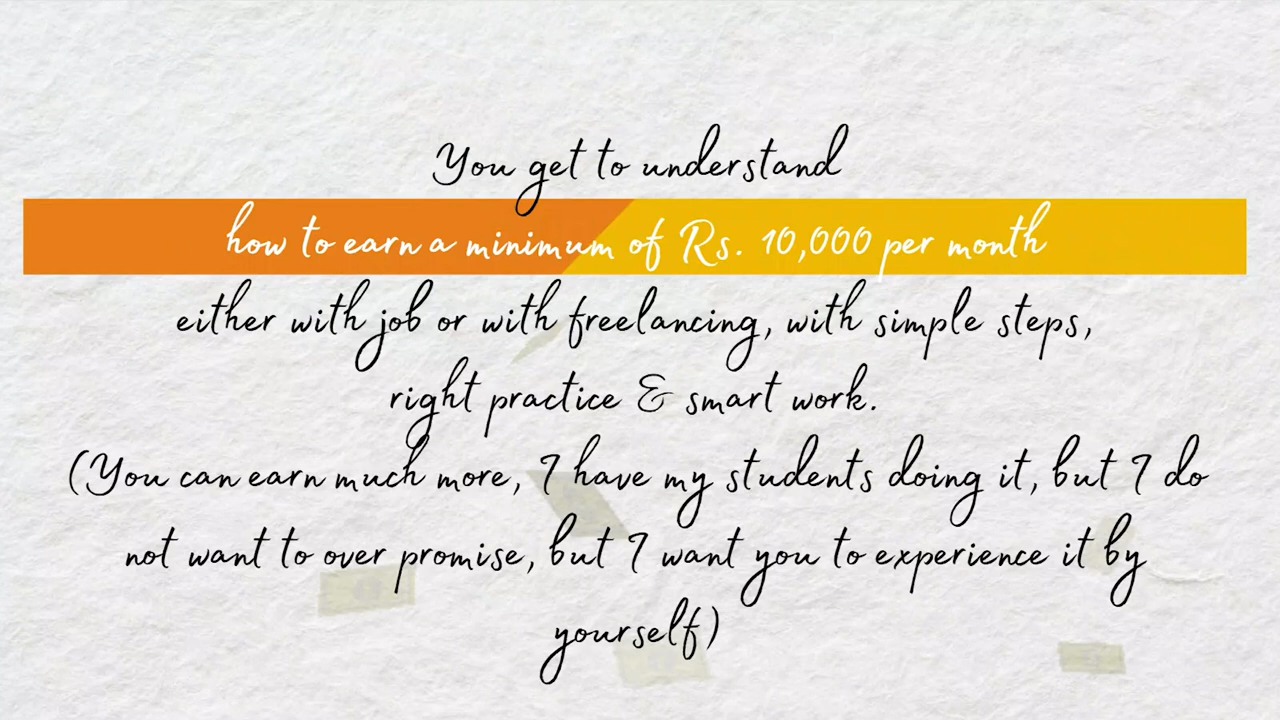 You get to understand
how to earn a minimum of Rs. 10,000 per month
either with job or with freelancing, with simple steps,
right practice & smart work.
(You can earn much more, I have my students doing it, but I do
not want to over promise, but I want you to experience it by
yourself)